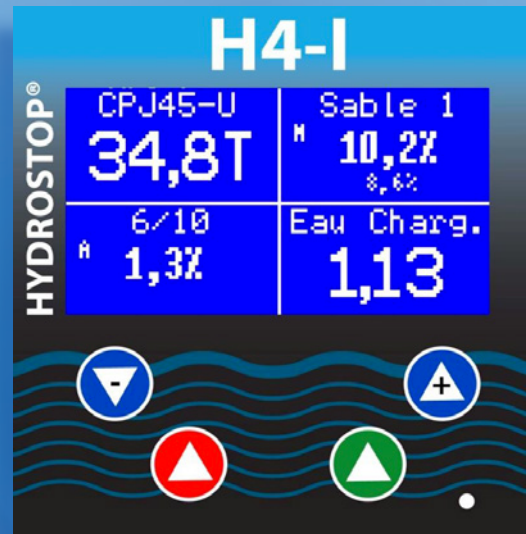 H4-I
HYDROSTOP®
CPJ45-U
34,8T
Sable 1
M 10,2%
8,6%
6/10
A 1,3%
Eau Charg.
1,13
-
+